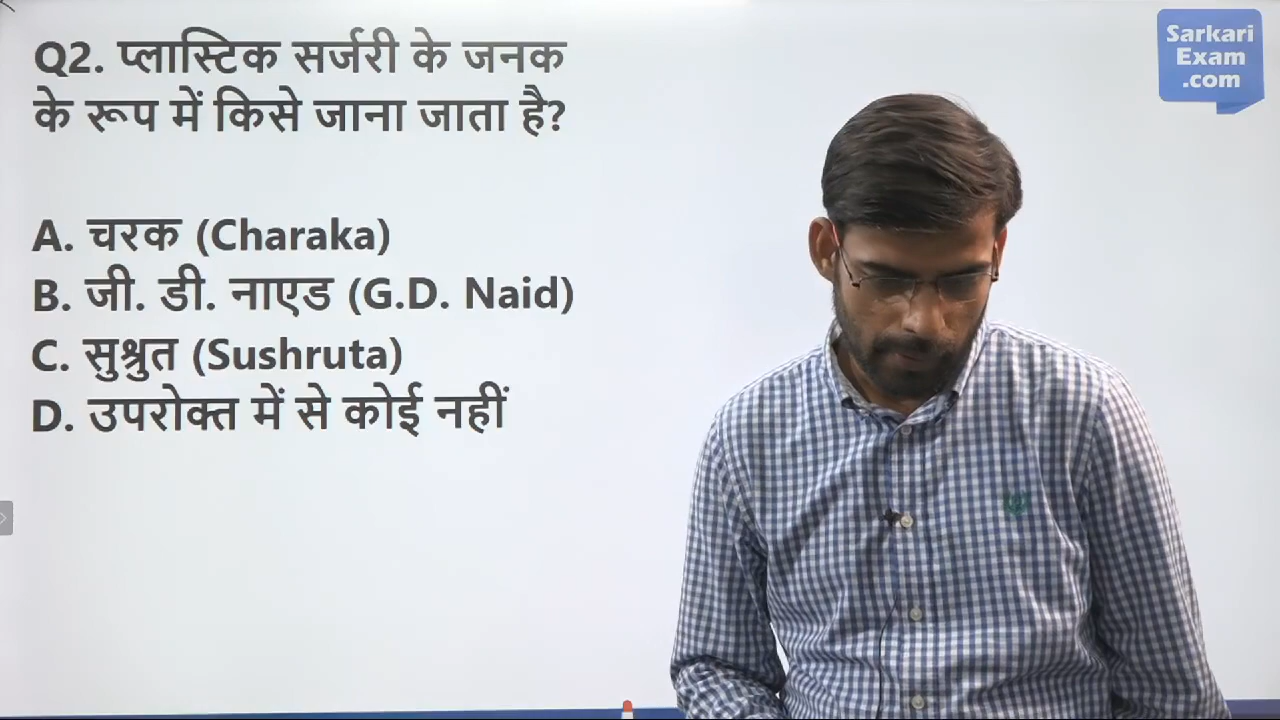 Q2. प्लास्टिक सर्जरी के जनक
के रूप में किसे जाना जाता है?
A. चरक (Charaka)
B. जी. डी. नाएड (G.D. Naid)
C. सुश्रुत (Sushruta)
D. उपरोक्त में से कोई नहीं
Sarkari
Exam
.com